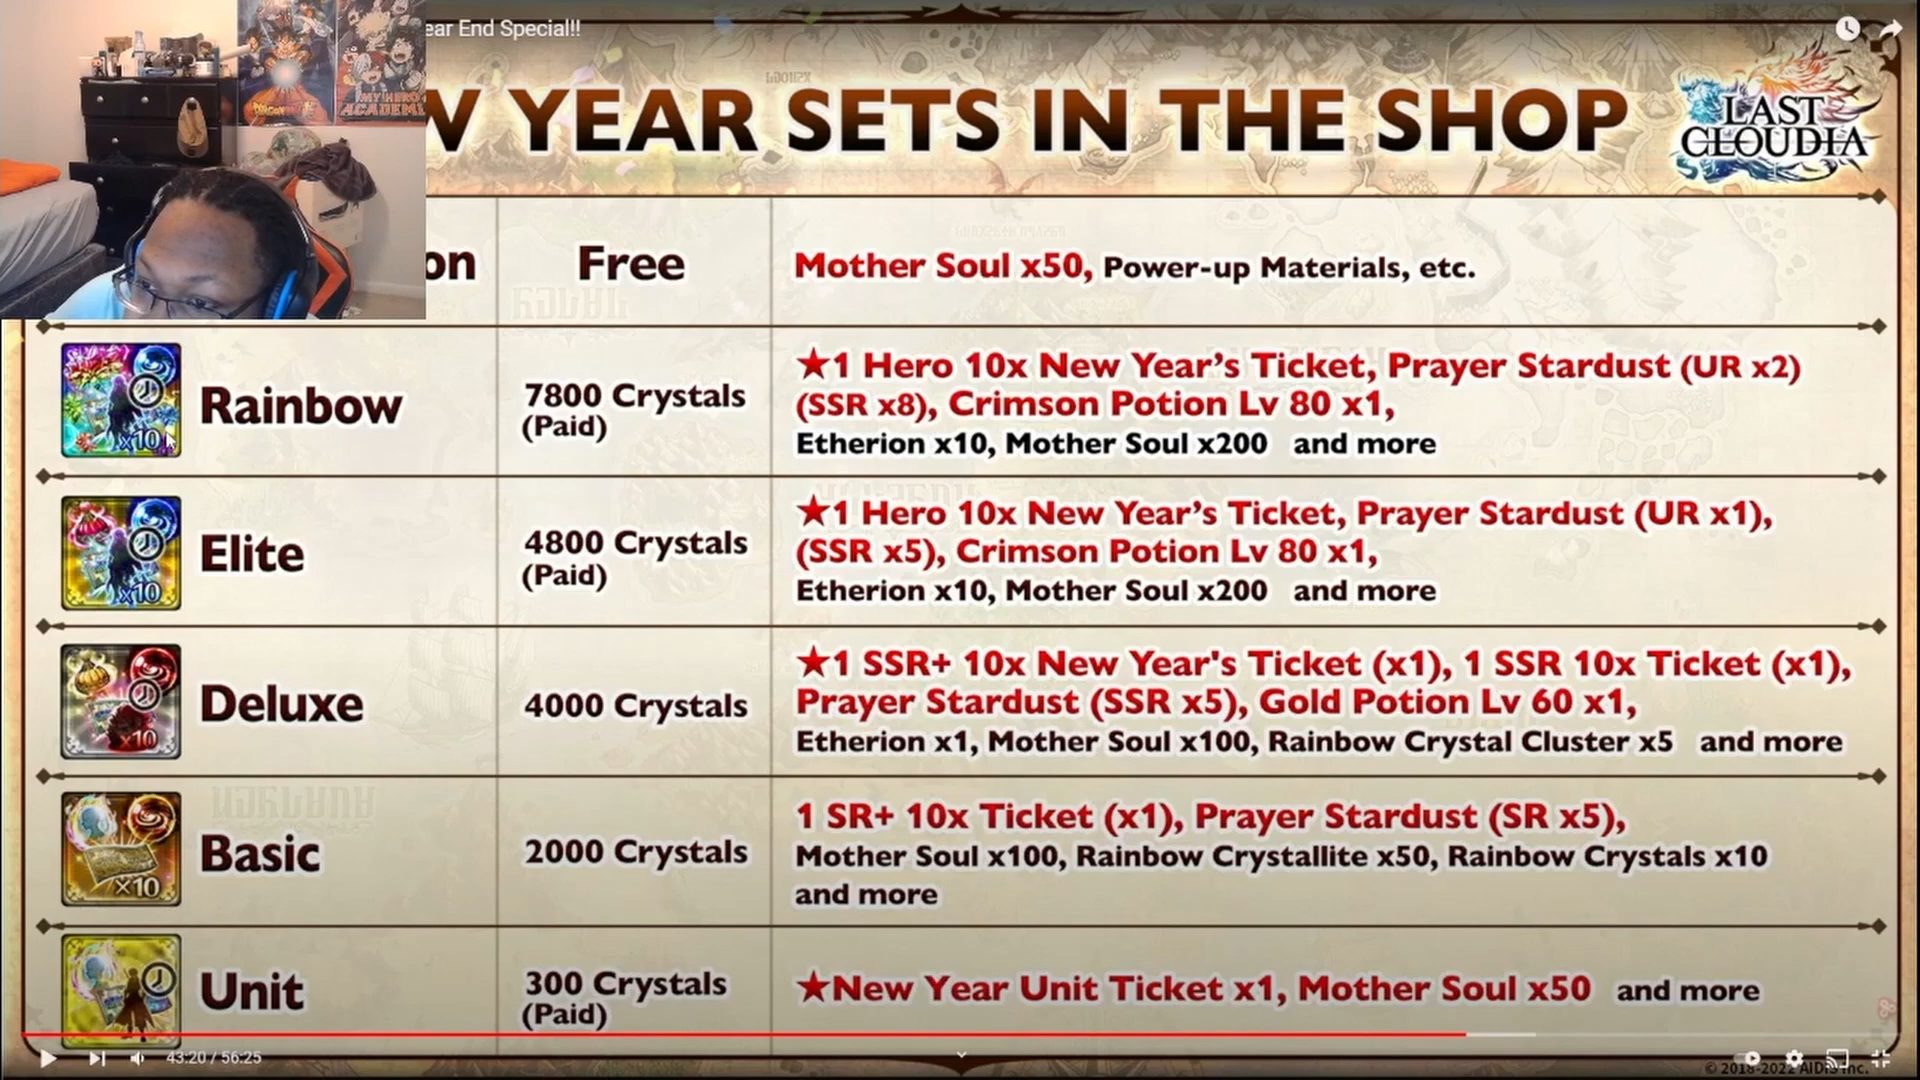 ear End Special!!
W YEAR SETS IN THE SHOP
LAST
CLOUDIA
MY HERO
ACADEMIA
on
Free
Mother Soul x50, Power-up Materials, etc.
x10
Rainbow
7800 Crystals
(Paid)
★1 Hero 10x New Year’s Ticket, Prayer Stardust (UR x2)
(SSR x8), Crimson Potion Lv 80 x1,
Etherion x10, Mother Soul x200 and more
x10
Elite
4800 Crystals
(Paid)
★1 Hero 10x New Year’s Ticket, Prayer Stardust (UR x1),
(SSR x5), Crimson Potion Lv 80 x1,
Etherion x10, Mother Soul x200 and more
x10
Deluxe
4000 Crystals
★1 SSR+ 10x New Year's Ticket (x1), 1 SSR 10x Ticket (x1),
Prayer Stardust (SSR x5), Gold Potion Lv 60 x1,
Etherion x1, Mother Soul x100, Rainbow Crystal Cluster x5 and more
x10
Basic
2000 Crystals
1 SR+ 10x Ticket (x1), Prayer Stardust (SR x5),
Mother Soul x100, Rainbow Crystallite x50, Rainbow Crystals x10
and more
Unit
300 Crystals
(Paid)
★New Year Unit Ticket x1, Mother Soul x50 and more
43:20 / 56:25
© 2018-2022 AIDIS Inc.